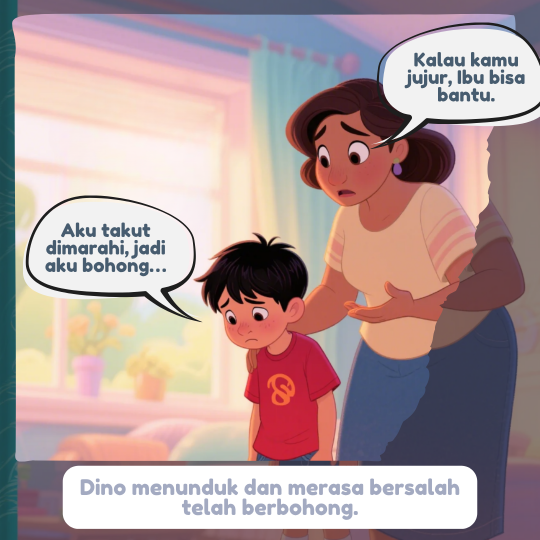 Kalau kamu
jujur, Ibu bisa
bantu.
Aku takut
dimarahi, jadi
aku bohong...
Dino menunduk dan merasa bersalah
telah berbohong.